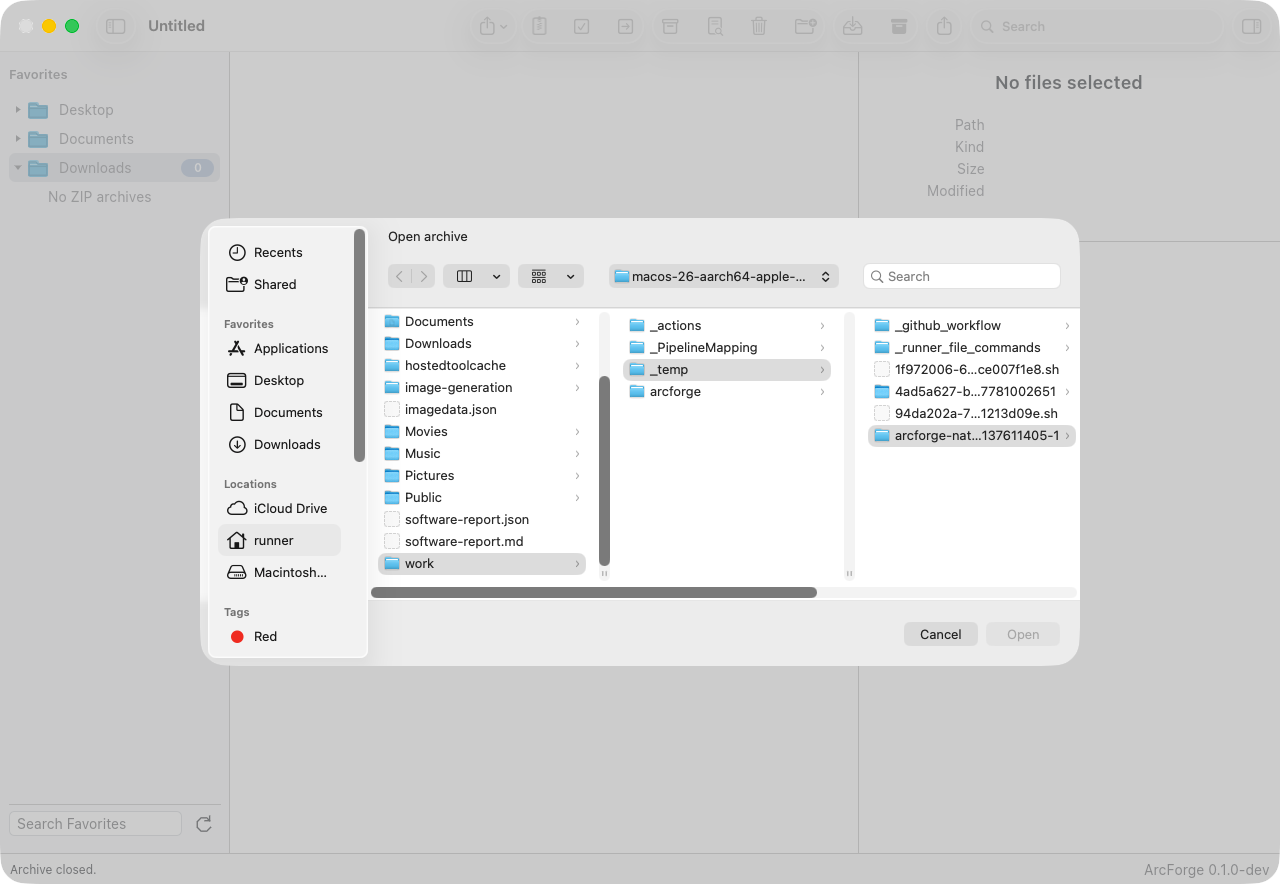 Untitled
Search
Favorites
Desktop
Documents
Downloads
0
No ZIP archives
No files selected
Path
Kind
Size
Modified
Open archive
Recents
Shared
Favorites
Applications
Desktop
Documents
Downloads
Locations
iCloud Drive
runner
Macintosh...
Tags
Red
macos-26-aarch64-apple-...
Search
Documents
Downloads
hostedtoolcache
image-generation
imagedata.json
Movies
Music
Pictures
Public
software-report.json
software-report.md
work
_actions
_PipelineMapping
_temp
arcforge
_github_workflow
_runner_file_commands
1f972006-6...ce007f1e8.sh
4ad5a627-b...7781002651
94da202a-7...1213d09e.sh
arcforge-nat...137611405-1
Cancel
Open
Search Favorites
Archive closed.
ArcForge 0.1.0-dev